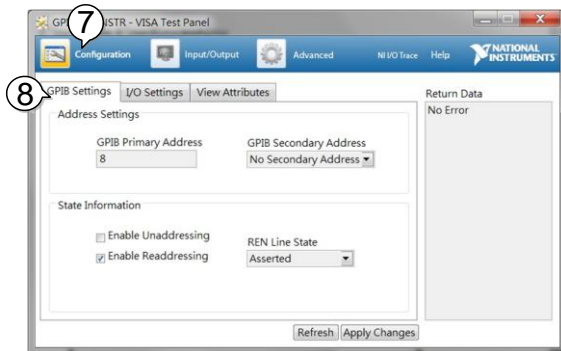 7
GPIB INSTR - VISA Test Panel
Configuration Input/Output Advanced NI I/O Trace Help NATIONAL INSTRUMENTS
8
GPIB Settings I/O Settings View Attributes
Return Data
No Error
Address Settings
GPIB Primary Address GPIB Secondary Address
8 No Secondary Address
State Information
Enable Unaddressing
Enable Readdressing
REN Line State
Asserted
Refresh Apply Changes